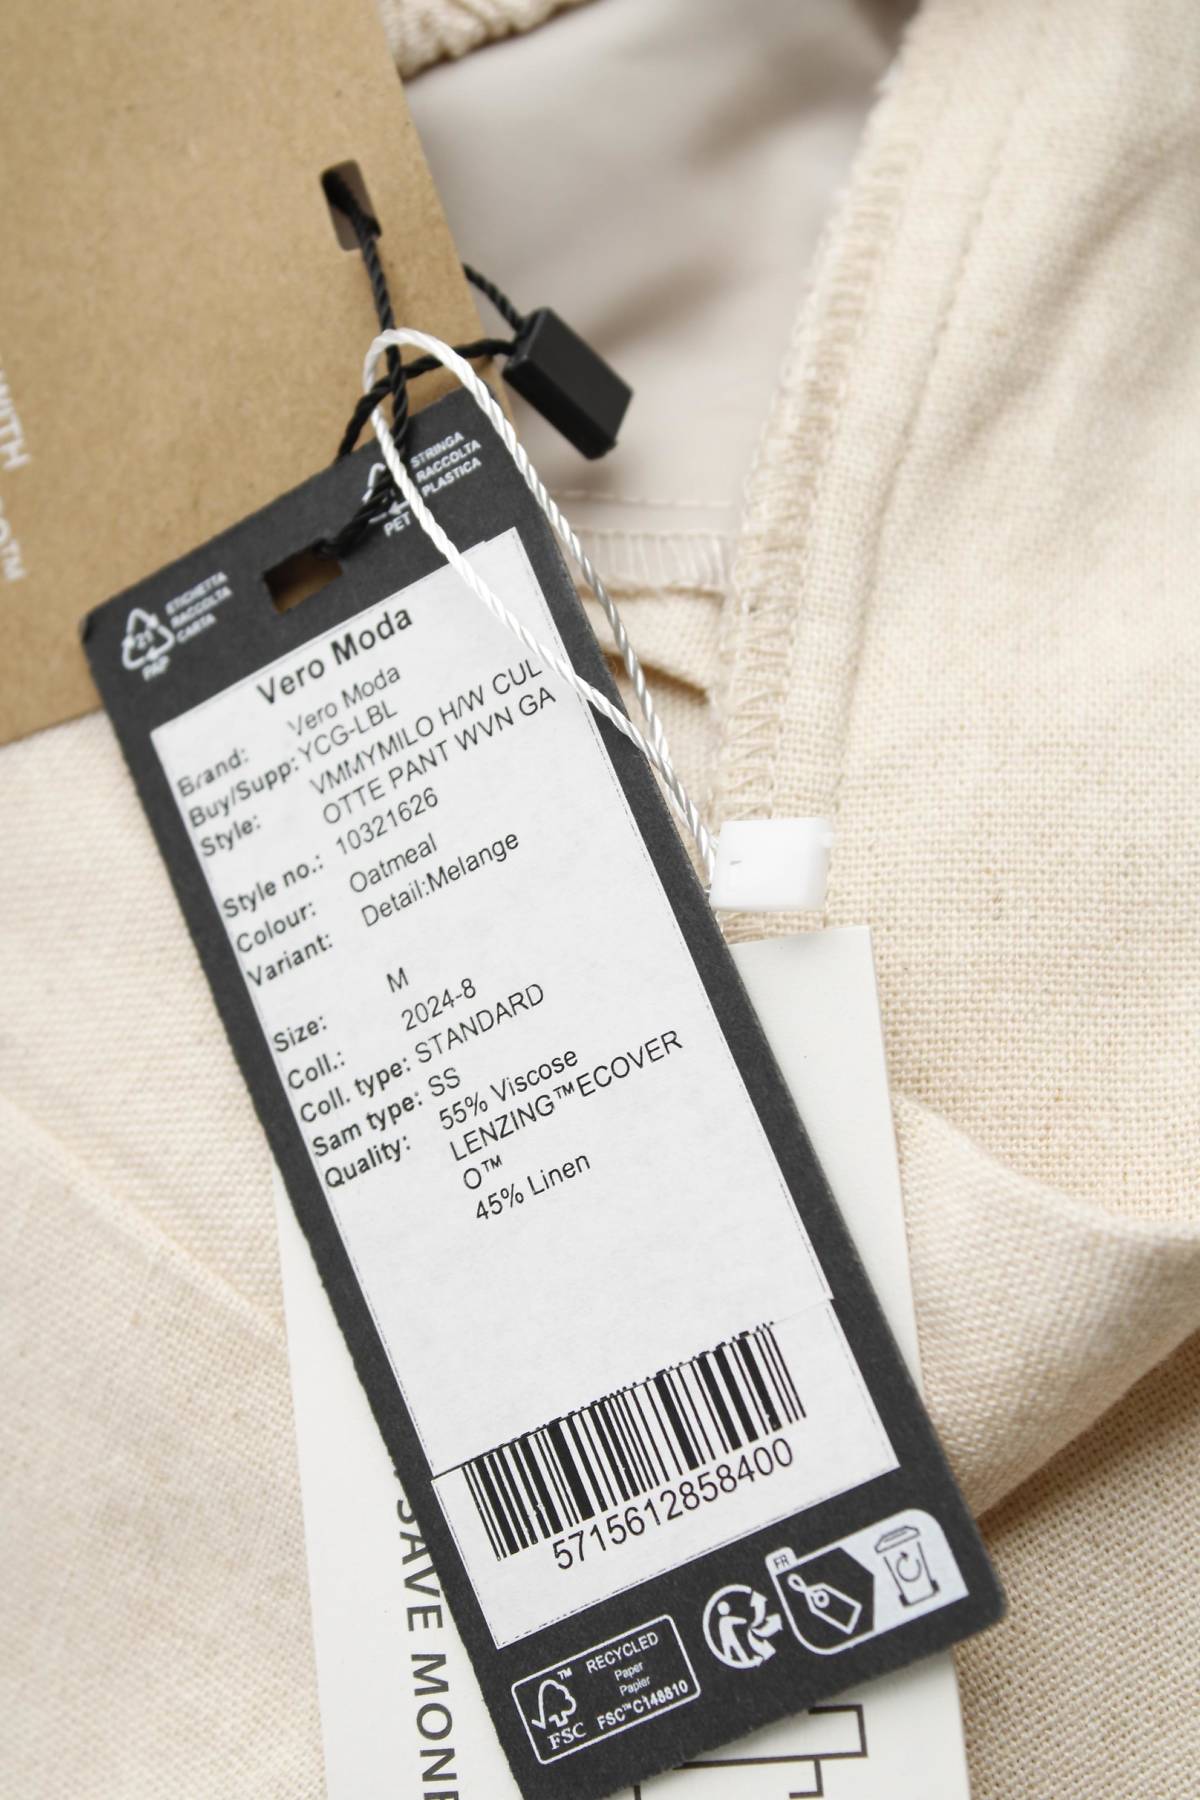 STRINGA
RACCOLTA
PLASTICA
PET
ETICHETTA
RACCOLTA
CARTA
21
PAP
Vero Moda
Brand: Vero Moda
Buy/Supp: YCG-LBL
Style: VMMYMILO H/W CUL
OTTE PANT WVN GA
Style no.: 10321626
Colour: Oatmeal
Variant: Detail:Melange
Size: M
Coll.: 2024-8
Coll. type: STANDARD
Sam type: SS
Quality: 55% Viscose
LENZING™ECOVER
O™
45% Linen
5715612858400
FR
™
FSC
RECYCLED
Paper
Papier
FSC™C148810
SAVE MONE
WITH